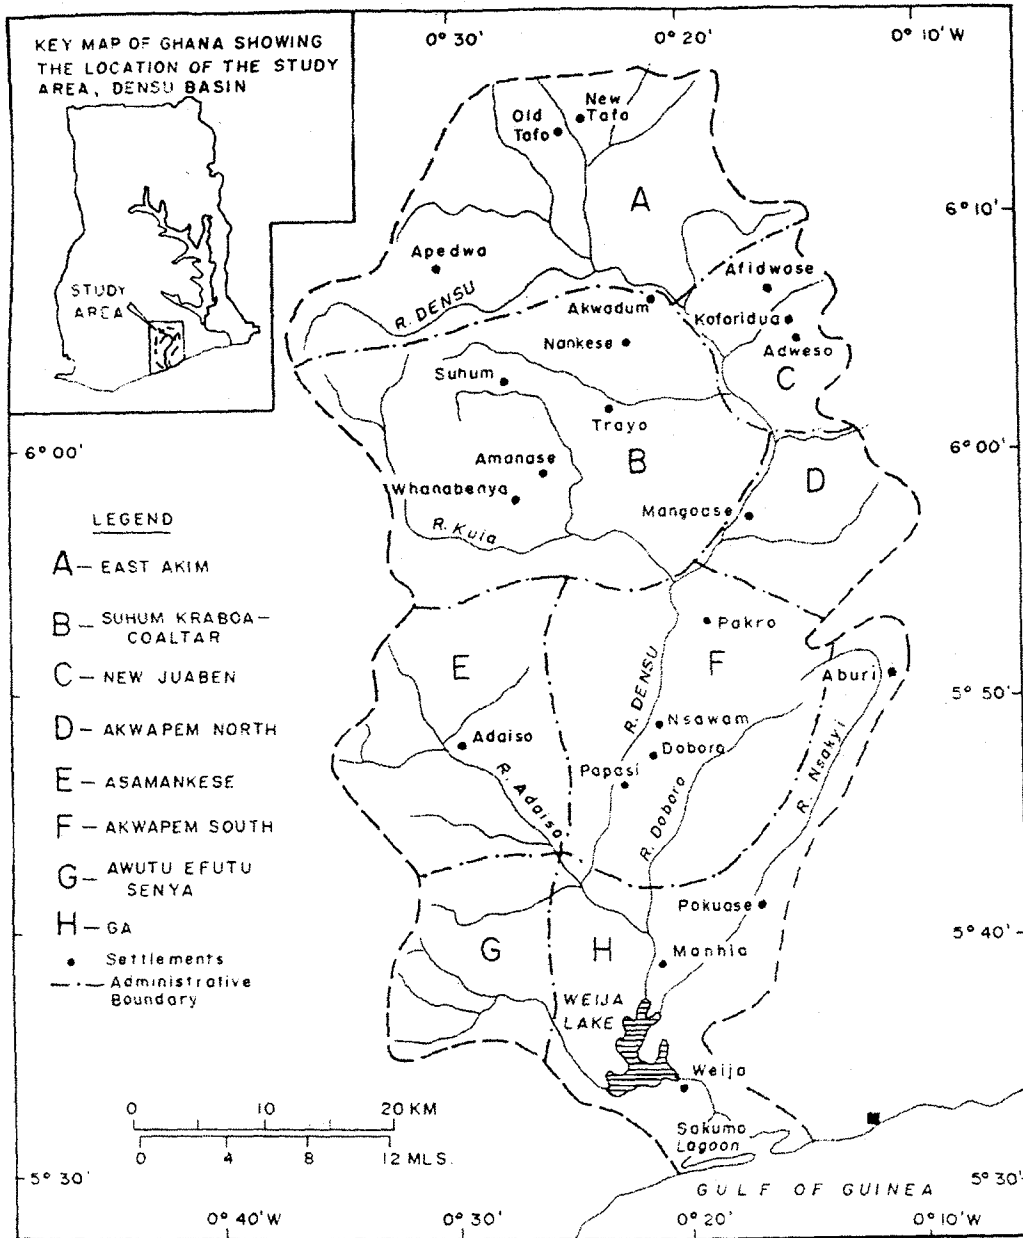 KEY MAP OF GHANA SHOWING
THE LOCATION OF THE STUDY
AREA, DENSU BASIN
STUDY
AREA
0° 30'
0° 20'
0° 10' W
Old
Tafo
New
Tafo
A
6° 10'
Apedwa
Afidwase
R. DENSU
Akwadum
Koforidua
Nankese
Adweso
C
Suhum
Trayo
6° 00'
6° 00'
Amanase
B
D
Whanabenya
Mangoase
R. Kuia
LEGEND
A — EAST AKIM
B — SUHUM KRABOA—
COALTAR
C — NEW JUABEN
D — AKWAPEM NORTH
E — ASAMANKESE
F — AKWAPEM SOUTH
G — AWUTU EFUTU
SENYA
H — GA
Settlements
Administrative
Boundary
Pakro
E
F
Aburi
5° 50'
R. DENSU
Nsawam
Adaiso
Doboro
Papasi
R. Nsakyi
R. Adaiso
R. Doboro
Pokuase
5° 40'
G
H
Manhia
WEIJA
LAKE
Weija
0 10 20 KM
0 4 8 12 MLS.
Sakumo
Lagoon
5° 30'
5° 30'
GULF OF GUINEA
0° 40' W
0° 30'
0° 20'
0° 10' W